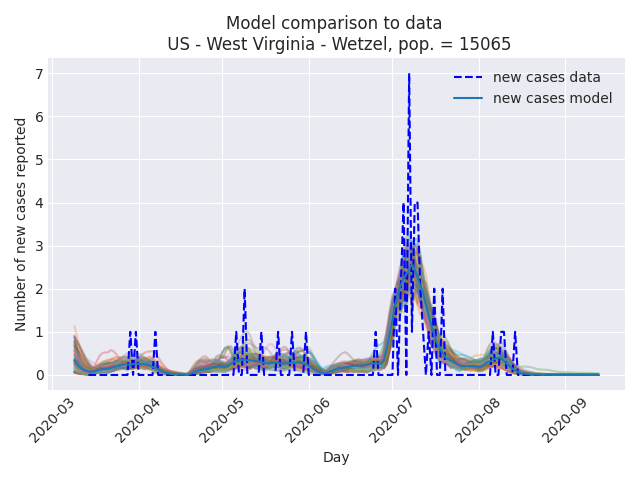 Model comparison to data
US - West Virginia - Wetzel, pop. = 15065
new cases data
new cases model
Number of new cases reported
7
6
5
4
3
2
1
0
2020-03
2020-04
2020-05
2020-06
2020-07
2020-08
2020-09
Day